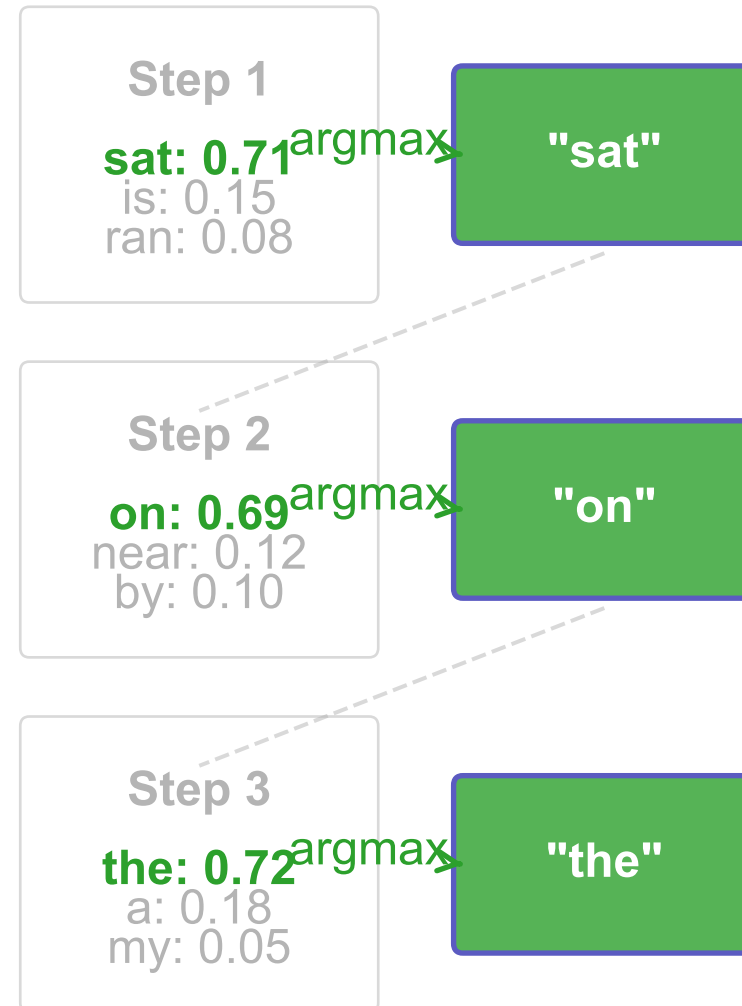 Step 1
sat: 0.71
is: 0.15
ran: 0.08
argmax
"sat"
Step 2
on: 0.69
near: 0.12
by: 0.10
argmax
"on"
Step 3
the: 0.72
a: 0.18
my: 0.05
argmax
"the"